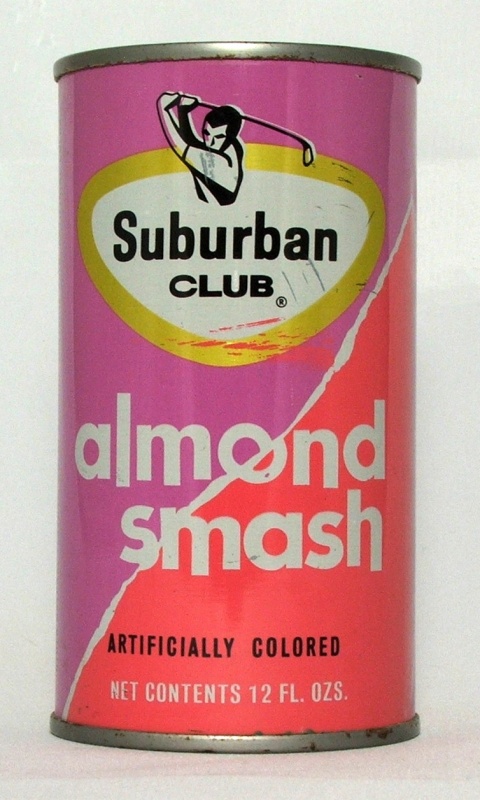 Suburban
CLUB®
almond
smash
ARTIFICIALLY COLORED
NET CONTENTS 12 FL. OZS.